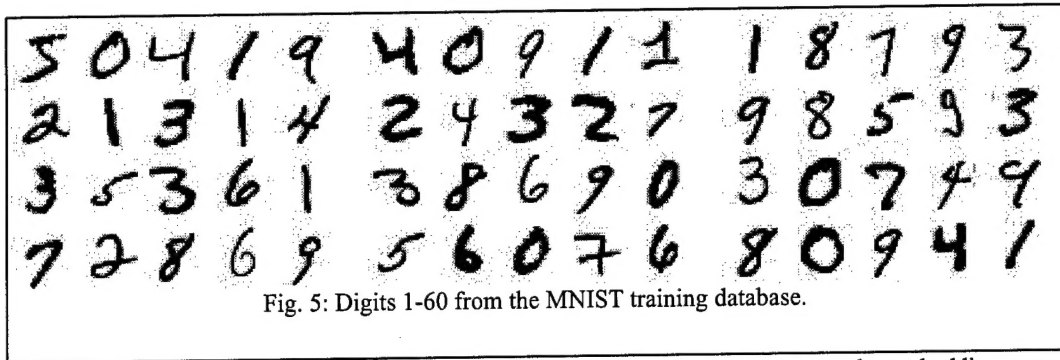 5 0 4 1 9 4 0 9 1 1 1 8 7 9 3
2 1 3 1 4 2 4 3 2 7 9 8 5 9 3
3 5 3 6 1 3 8 6 9 0 3 0 7 4 9
7 2 8 6 9 5 6 0 7 6 8 0 9 4 1
Fig. 5: Digits 1-60 from the MNIST training database.